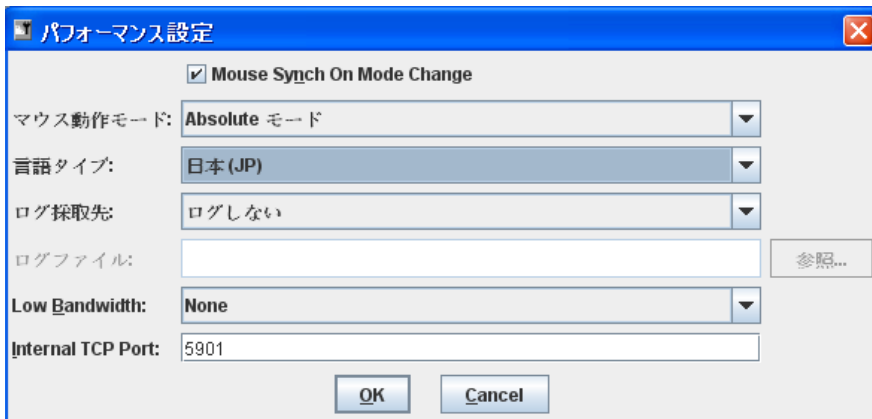 パフォーマンス設定
Mouse Synch On Mode Change
マウス動作モード: Absolute モード
言語タイプ: 日本(JP)
ログ採取先: ログしない
ログファイル: 参照...
Low Bandwidth: None
Internal TCP Port: 5901
OK Cancel